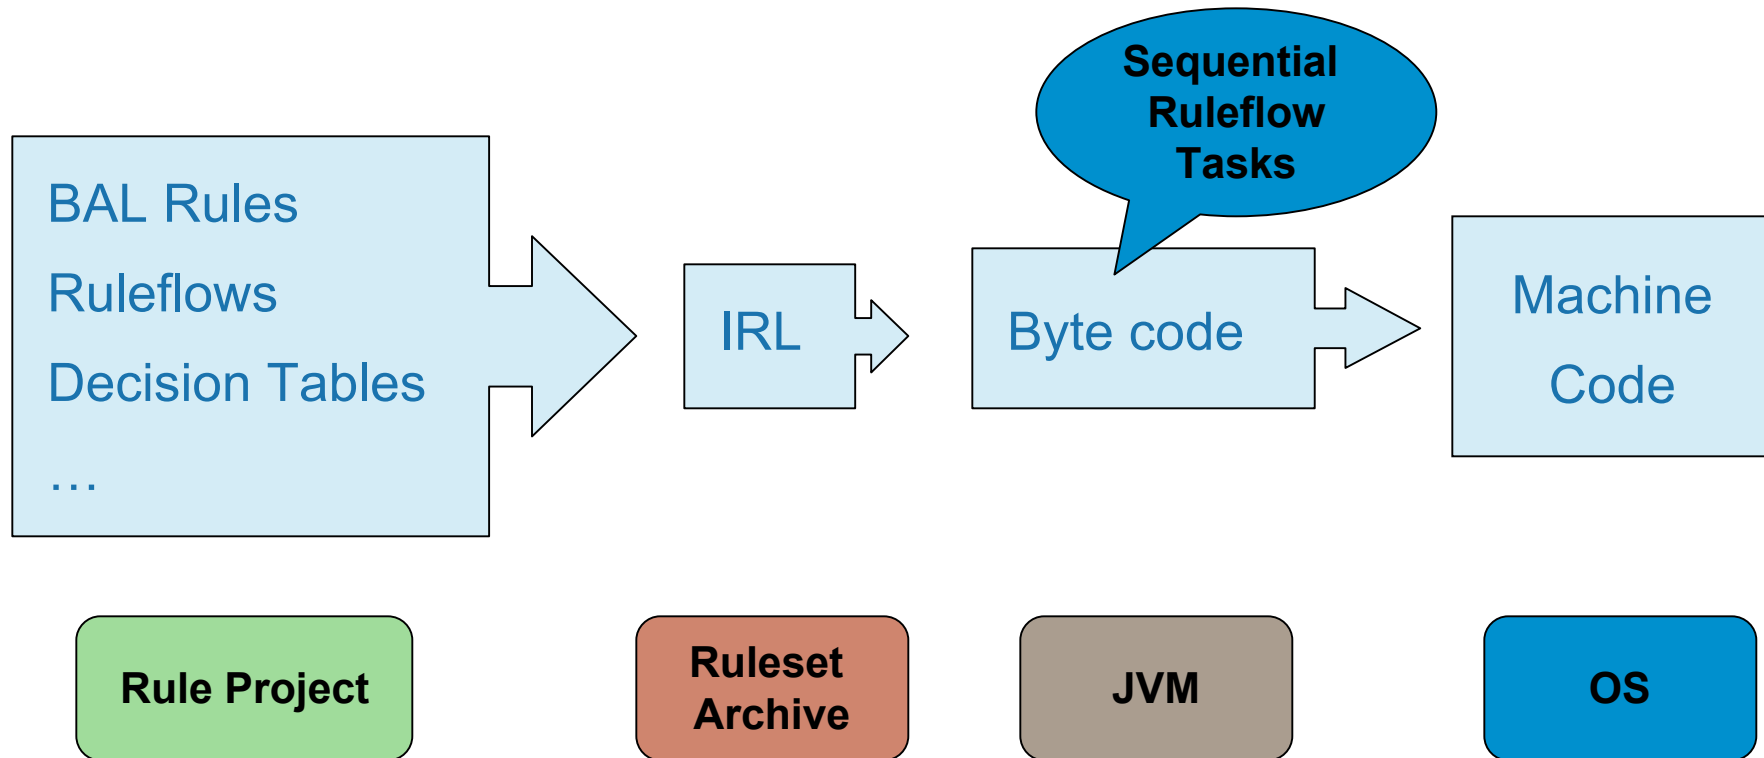 Sequential
Ruleflow
Tasks
BAL Rules
Ruleflows
Decision Tables
…
IRL
Byte code
Machine
Code
Rule Project
Ruleset
Archive
JVM
OS